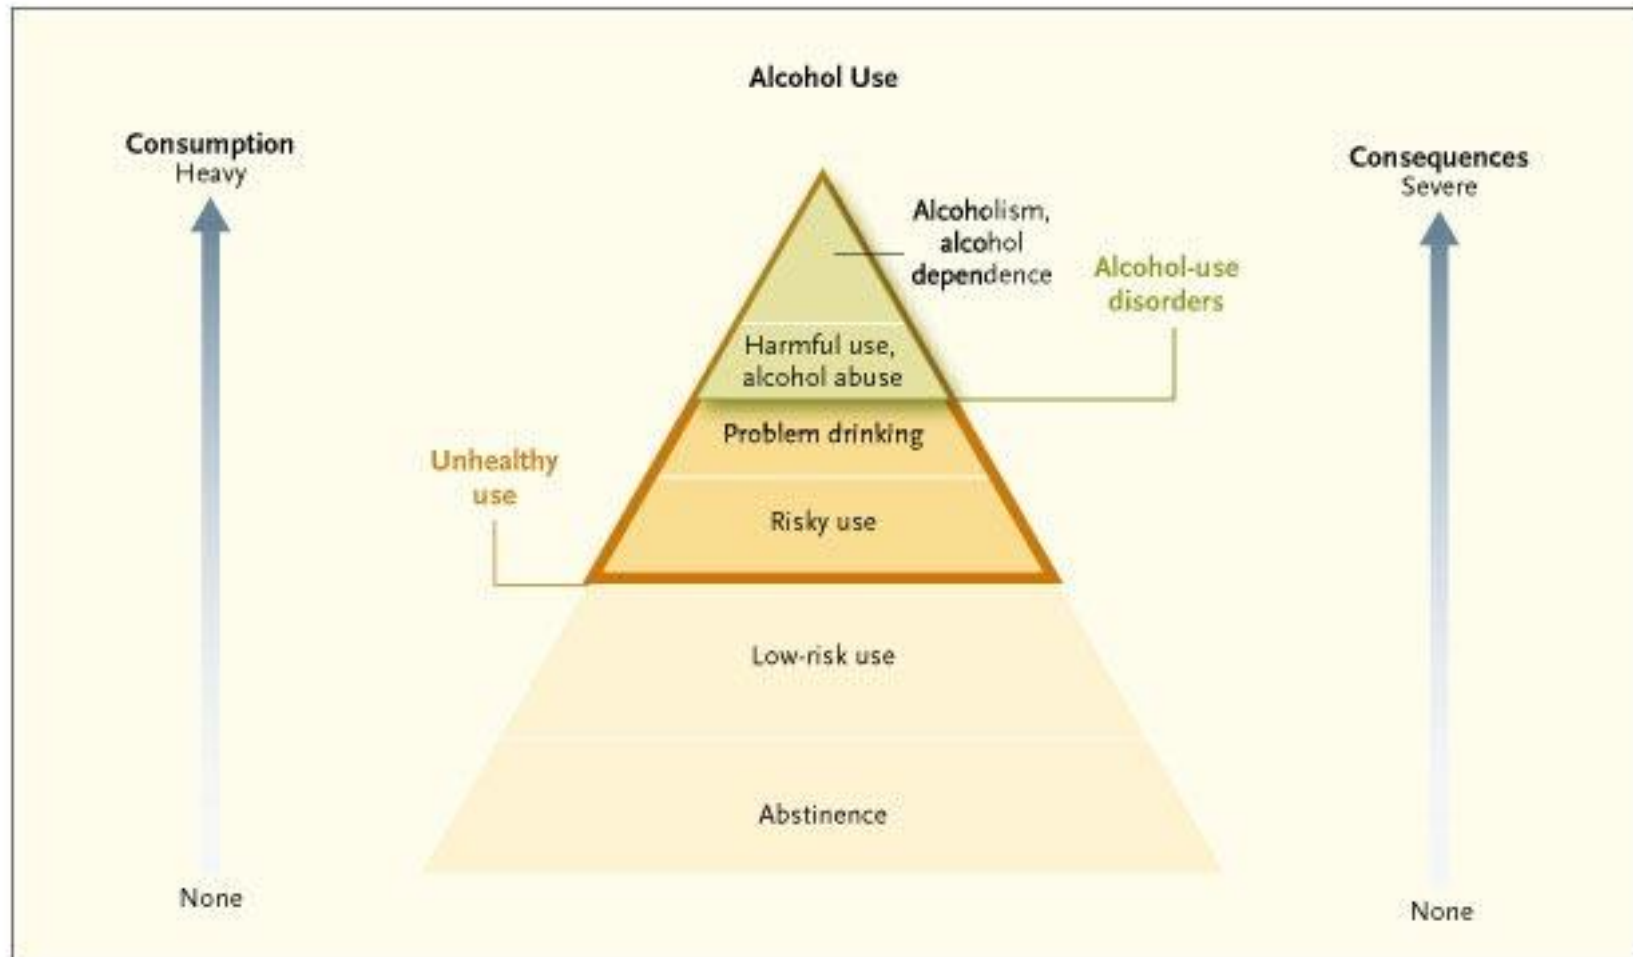 Alcohol Use
Consumption
Heavy
Consequences
Severe
Alcoholism,
alcohol
dependence
Alcohol-use
disorders
Harmful use,
alcohol abuse
Problem drinking
Unhealthy
use
Risky use
Low-risk use
Abstinence
None
None